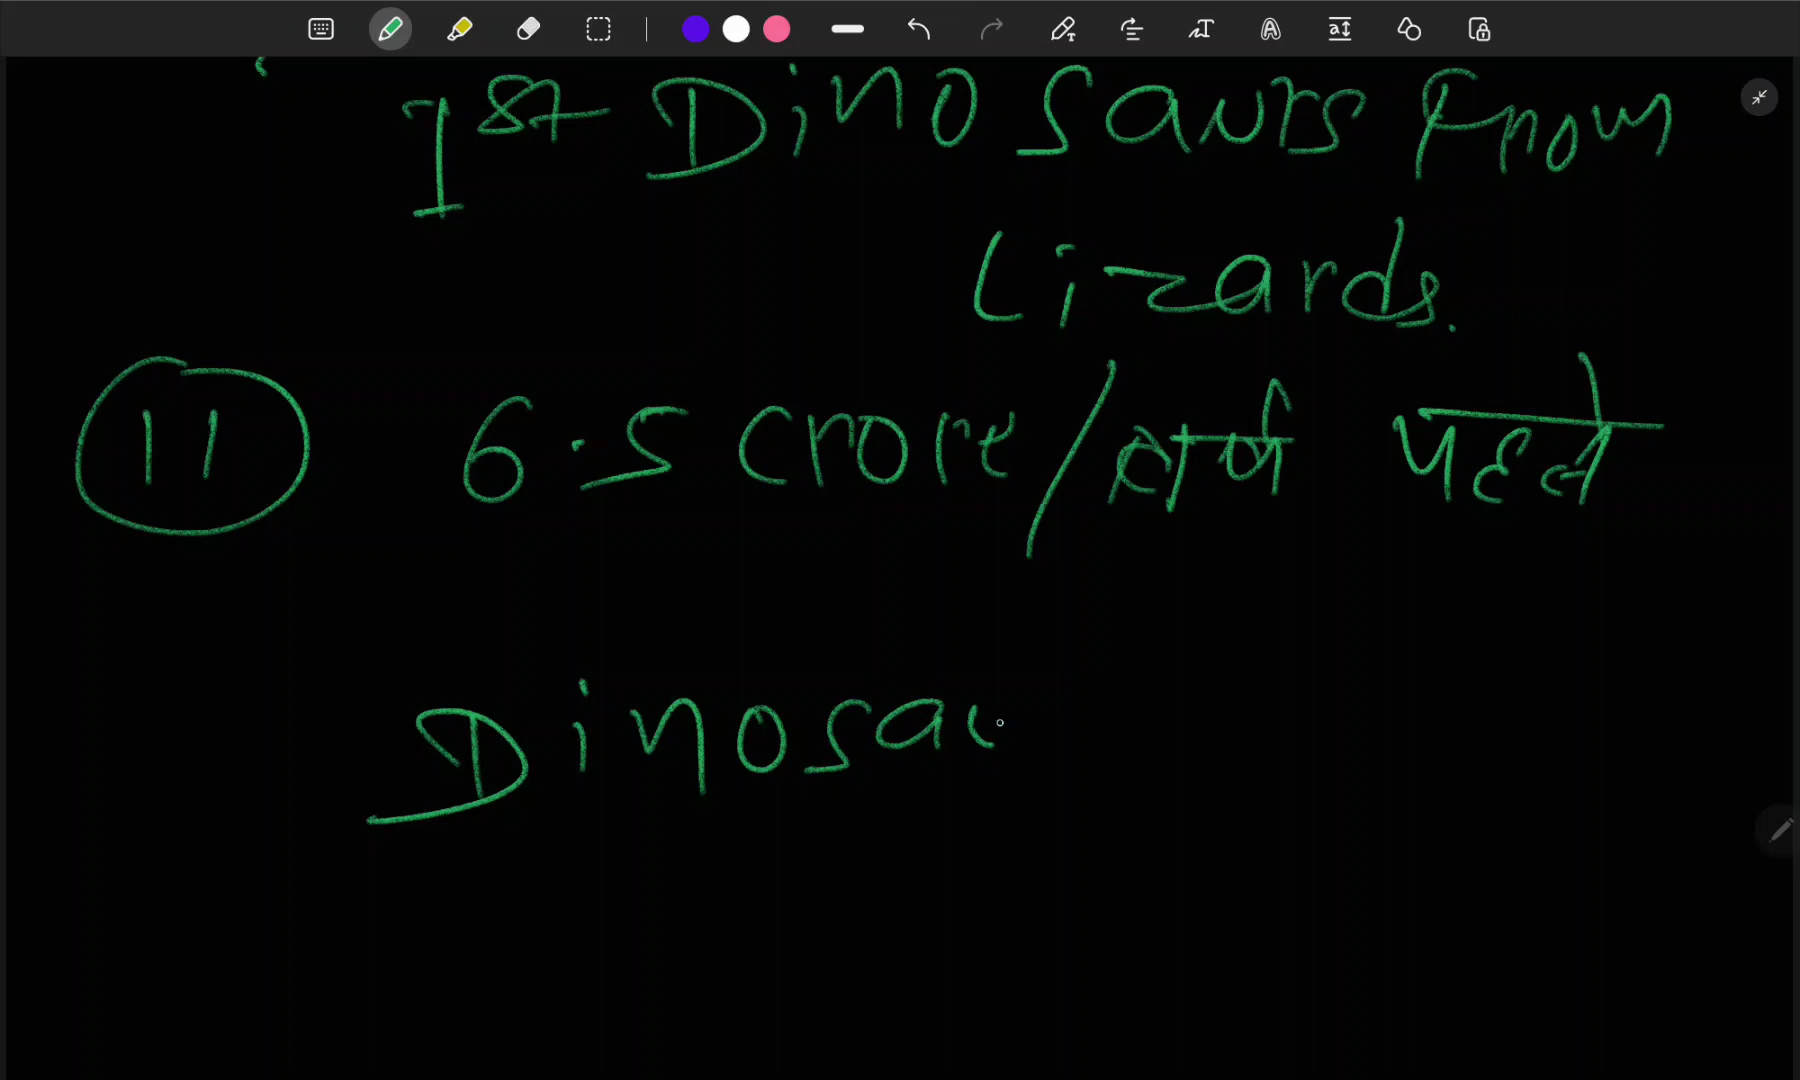 1st Dinosaurs From
Lizards.
11 6.5 crore / वर्ष पहले
Dinosau